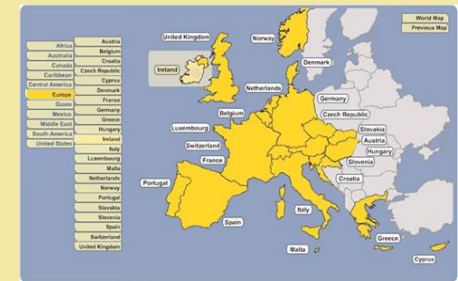 World Map
Previous Map
Africa
Australia
Canada
Caribbean
Central America
Europe
Guam
Mexico
Middle East
South America
United States
Austria
Belgium
Croatia
Czech Republic
Cyprus
Denmark
France
Germany
Greece
Hungary
Ireland
Italy
Luxembourg
Malta
Netherlands
Norway
Portugal
Slovakia
Slovenia
Spain
Switzerland
United Kingdom
United Kingdom
Norway
Ireland
Denmark
Netherlands
Germany
Belgium
Czech Republic
Luxembourg
Slovakia
Austria
Switzerland
Hungary
France
Slovenia
Croatia
Portugal
Italy
Spain
Greece
Malta
Cyprus